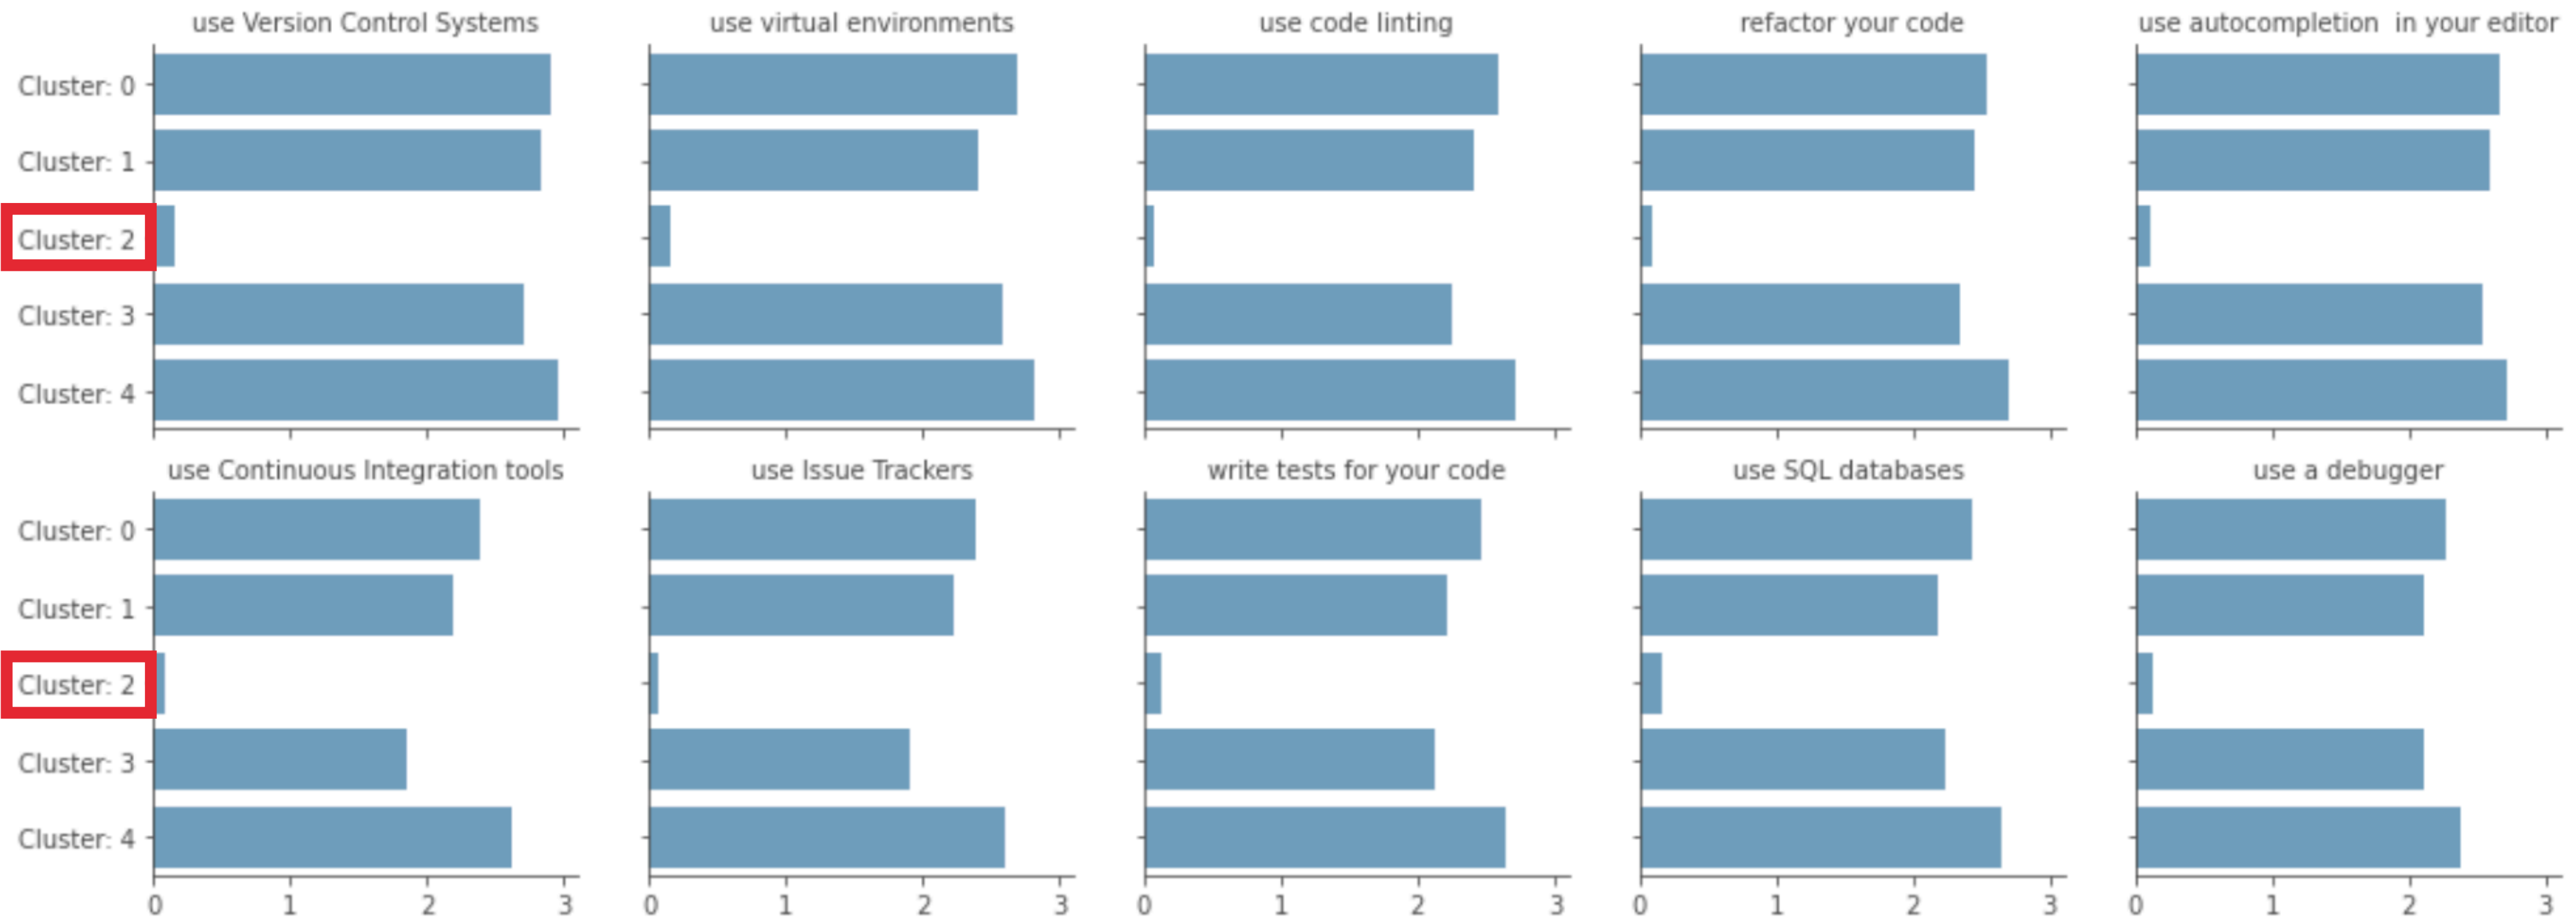 use Version Control Systems
use virtual environments
use code linting
refactor your code
use autocompletion  in your editor
Cluster: 0
Cluster: 1
Cluster: 2
Cluster: 3
Cluster: 4
use Continuous Integration tools
use Issue Trackers
write tests for your code
use SQL databases
use a debugger
Cluster: 0
Cluster: 1
Cluster: 2
Cluster: 3
Cluster: 4
0 1 2 3
0 1 2 3
0 1 2 3
0 1 2 3
0 1 2 3